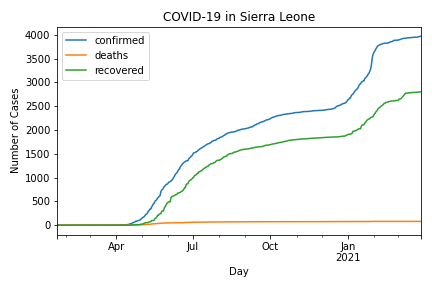 COVID-19 in Sierra Leone
confirmed
deaths
recovered
Number of Cases
4000
3500
3000
2500
2000
1500
1000
500
0
Apr
Jul
Oct
Jan
2021
Day